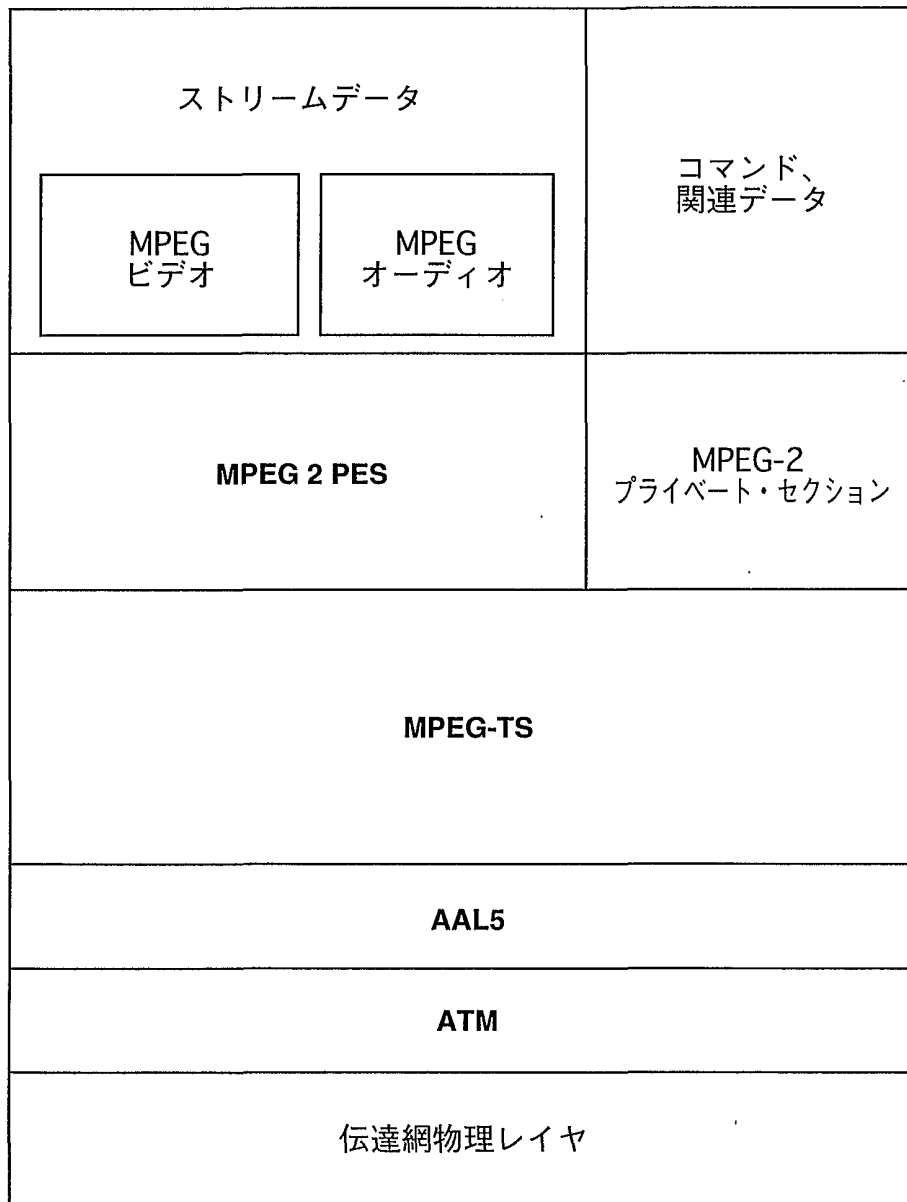 ストリームデータ
MPEG
ビデオ
MPEG
オーディオ
コマンド、
関連データ
MPEG 2 PES
MPEG-2
プライベート・セクション
MPEG-TS
AAL5
ATM
伝達網物理レイヤ